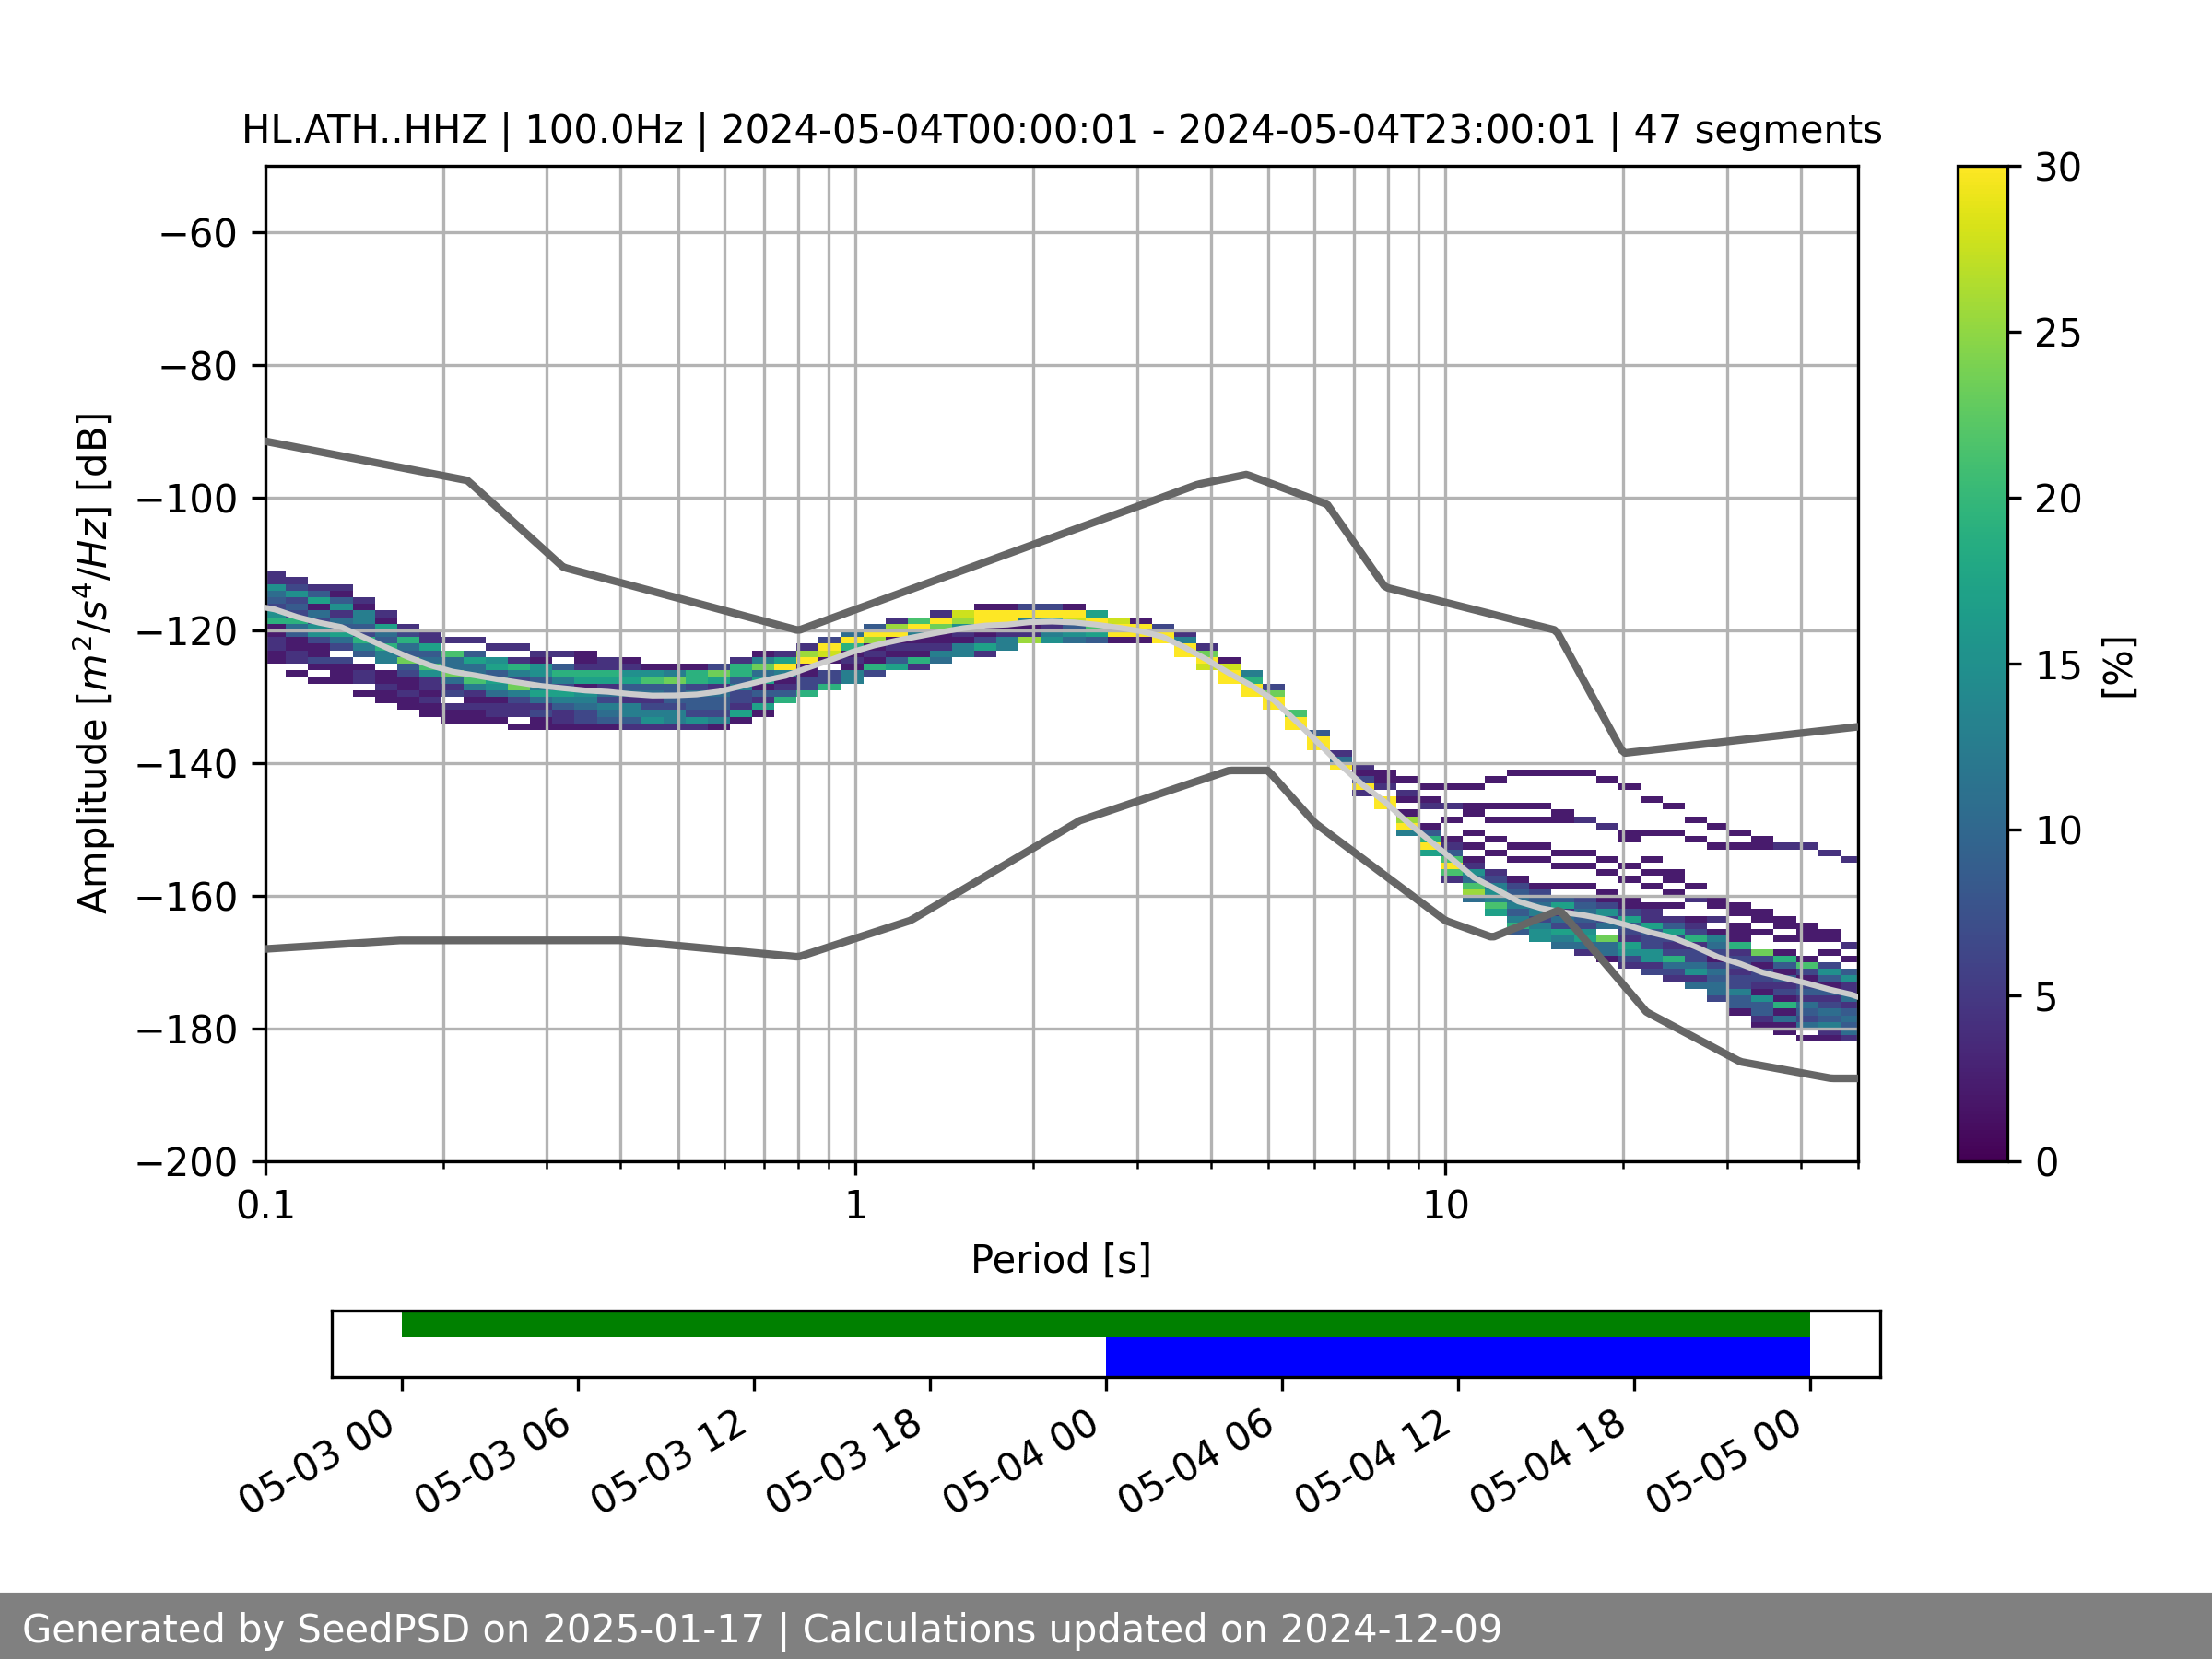 HL.ATH..HHZ | 100.0Hz | 2024-05-04T00:00:01 - 2024-05-04T23:00:01 | 47 segments
Amplitude [m²/s⁴/Hz] [dB]
−60
−80
−100
−120
−140
−160
−180
−200
0.1 1 10
Period [s]
30
25
20
15
10
5
0
[%]
05-03 00 05-03 06 05-03 12 05-03 18 05-04 00 05-04 06 05-04 12 05-04 18 05-05 00
Generated by SeedPSD on 2025-01-17 | Calculations updated on 2024-12-09